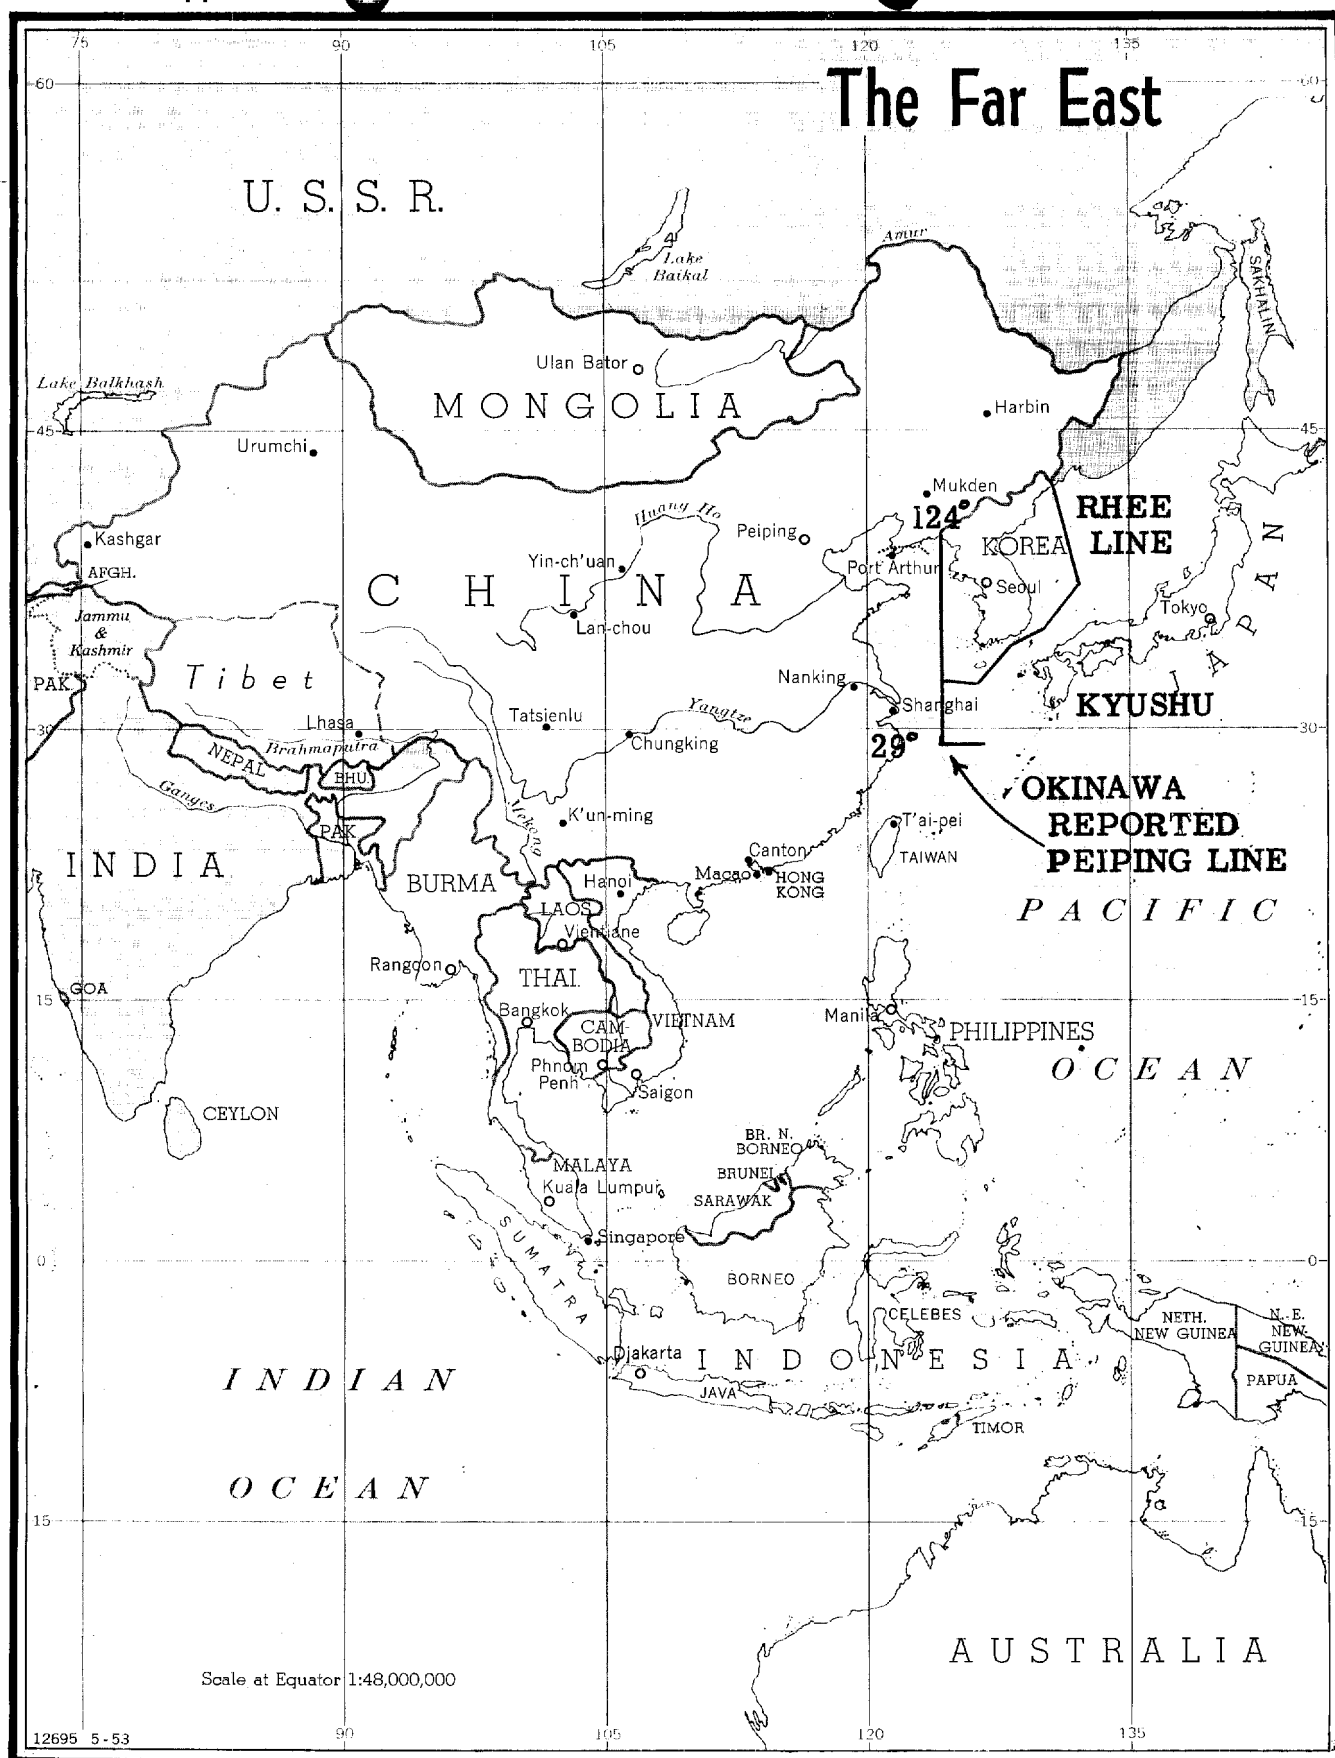 75 90 105 120 135
The Far East
60 60
U. S. S. R.
Amur
Lake
Baikal
SAKHALIN
Ulan Bator
Lake Balkhash
MONGOLIA
Harbin
45 45
Urumchi
Mukden
124°
RHEE
LINE
Huang Ho
Peiping
KOREA
Kashgar
Yin-ch'uan
Port Arthur
AFGH.
CHINA
Seoul
JAPAN
Jammu
&
Kashmir
Lan-chou
Tokyo
PAK.
Tibet
Nanking
Shanghai
KYUSHU
Lhasa
Tatsienlu
Yangtze
30
Brahmaputra
Chungking
29°
NEPAL
BHU.
Ganges
OKINAWA
REPORTED
PEIPING LINE
Mekong
K'un-ming
T'ai-pei
TAIWAN
PAK.
INDIA
BURMA
Canton
Macao
HONG
KONG
Hanoi
LAOS
PACIFIC
Vientiane
Rangoon
THAI.
GOA
15 15
Bangkok
VIETNAM
Manila
CAM-
BODIA
PHILIPPINES
Phnom
Penh
OCEAN
Saigon
CEYLON
BR. N.
BORNEO
BRUNEI
MALAYA
Kuala Lumpur
SARAWAK
SUMATRA
Singapore
0 0
BORNEO
CELEBES
NETH.
NEW GUINEA
N. E.
NEW
GUINEA
Djakarta
INDONESIA
PAPUA
INDIAN
JAVA
TIMOR
OCEAN
15 15
AUSTRALIA
Scale at Equator 1:48,000,000
12695 5-53
90 105 120 135